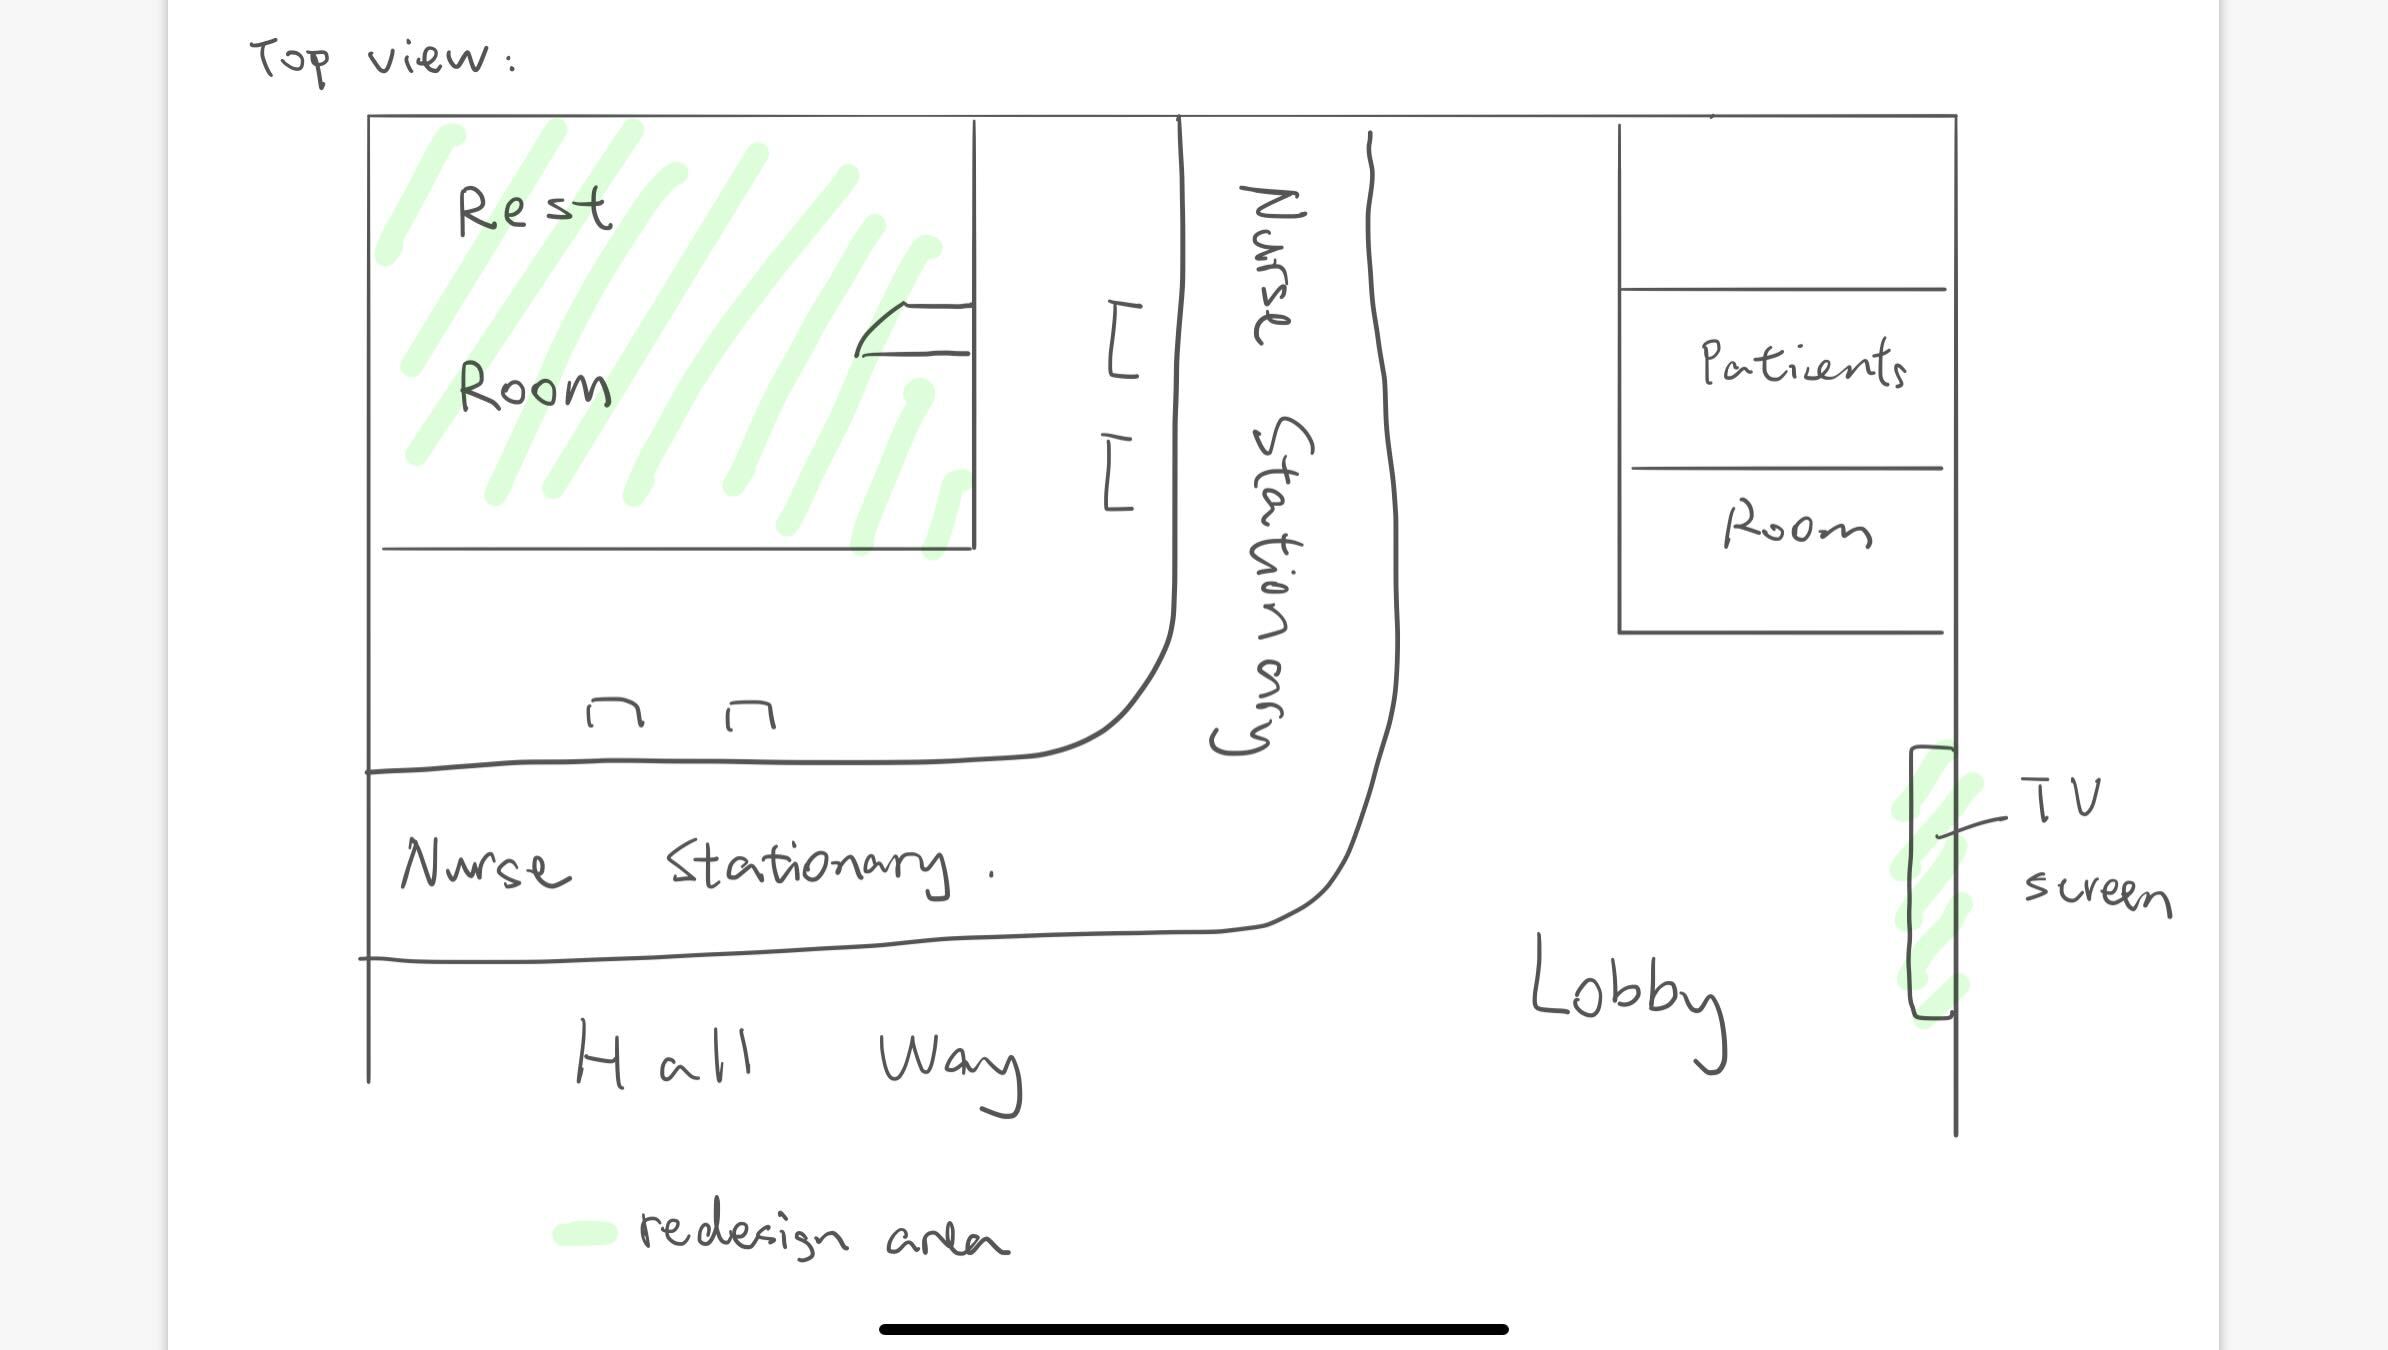 Top view:
Rest
Room
Nurse Stationary
Patients
Room
TV
screen
Nurse Stationary.
Lobby
Hall Way
redesign area